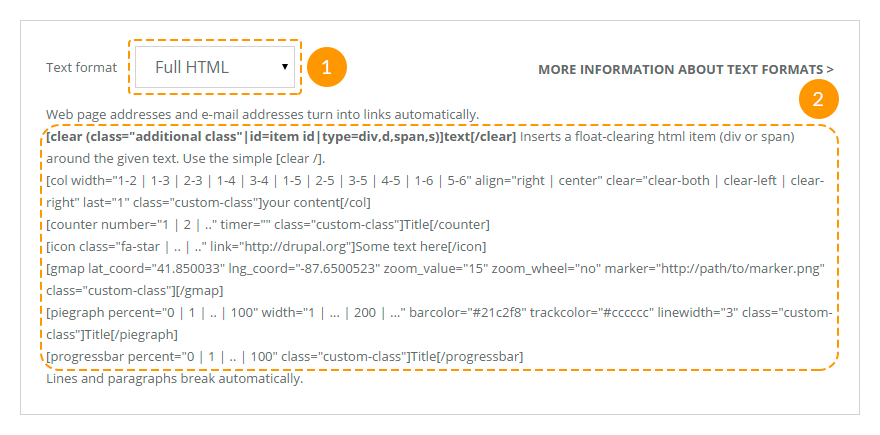 Text format
Full HTML
1
MORE INFORMATION ABOUT TEXT FORMATS >
2
Web page addresses and e-mail addresses turn into links automatically.
[clear (class="additional class"|id=item id|type=div,d,span,s)]text[/clear] Inserts a float-clearing html item (div or span)
around the given text. Use the simple [clear /].
[col width="1-2 | 1-3 | 2-3 | 1-4 | 3-4 | 1-5 | 2-5 | 3-5 | 4-5 | 1-6 | 5-6" align="right | center" clear="clear-both | clear-left | clear-
right" last="1" class="custom-class"]your content[/col]
[counter number="1 | 2 | .." timer="" class="custom-class"]Title[/counter]
[icon class="fa-star | .. | .." link="http://drupal.org"]Some text here[/icon]
[gmap lat_coord="41.850033" lng_coord="-87.6500523" zoom_value="15" zoom_wheel="no" marker="http://path/to/marker.png"
class="custom-class"][/gmap]
[piegraph percent="0 | 1 | .. | 100" width="1 | ... | 200 | ..." barcolor="#21c2f8" trackcolor="#cccccc" linewidth="3" class="custom-
class"]Title[/piegraph]
[progressbar percent="0 | 1 | .. | 100" class="custom-class"]Title[/progressbar]
Lines and paragraphs break automatically.